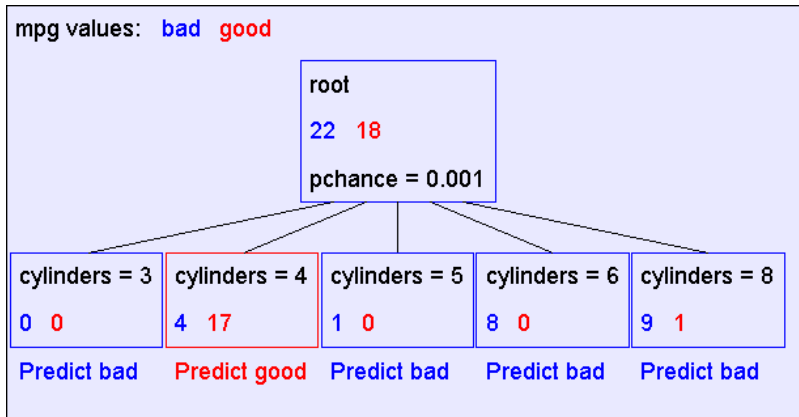 mpg values: bad good
root
22 18
pchance = 0.001
cylinders = 3 cylinders = 4 cylinders = 5 cylinders = 6 cylinders = 8
0 0 4 17 1 0 8 0 9 1
Predict bad Predict good Predict bad Predict bad Predict bad